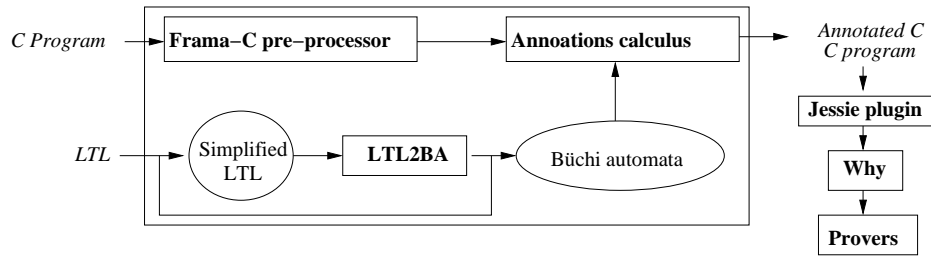 C Program
Frama-C pre-processor
Annoations calculus
Annotated C
C program
Jessie plugin
LTL
Simplified
LTL
LTL2BA
Büchi automata
Why
Provers